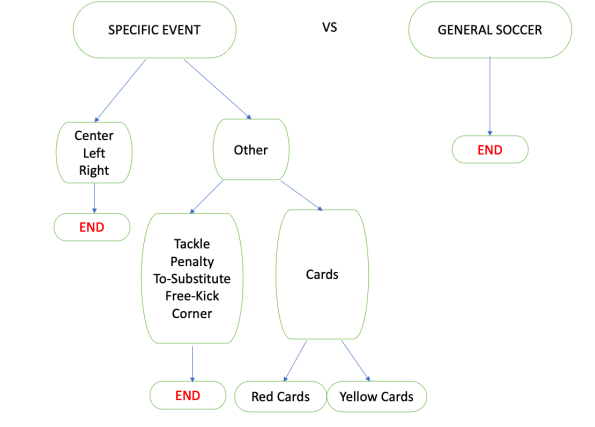 SPECIFIC EVENT
VS
GENERAL SOCCER
Center
Left
Right
Other
END
END
Tackle
Penalty
To-Substitute
Free-Kick
Corner
Cards
END
Red Cards
Yellow Cards